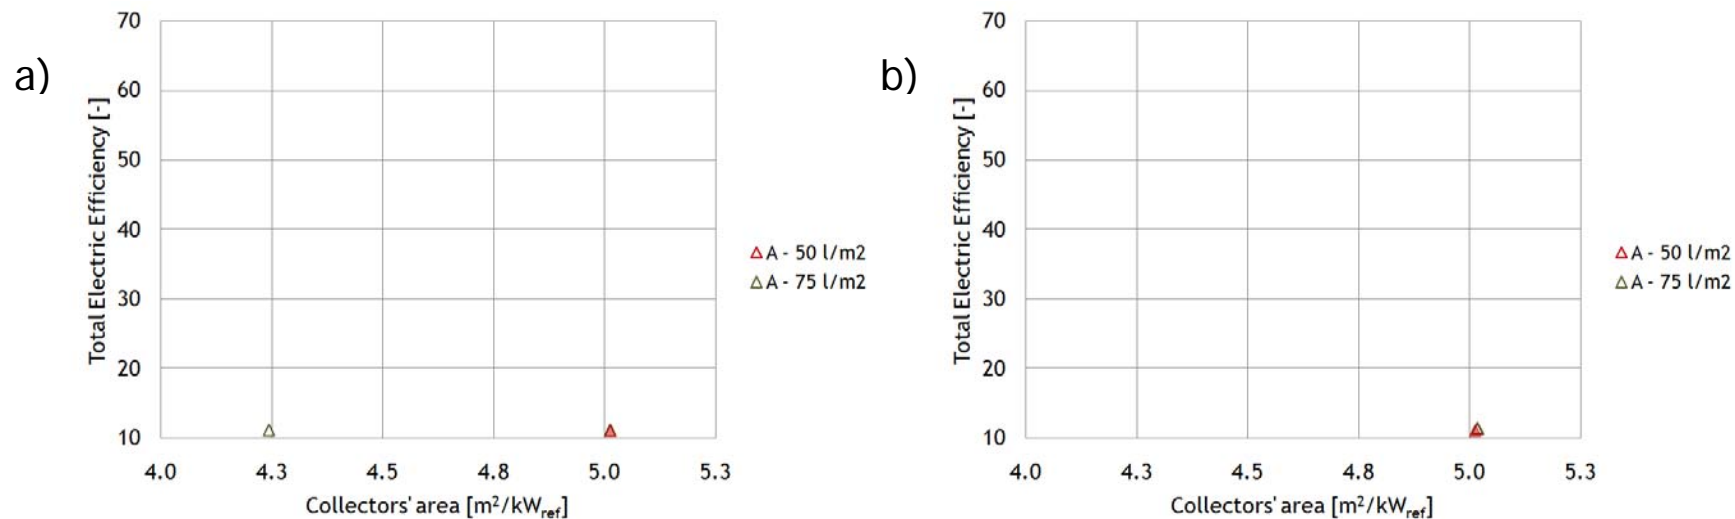 a)
Total Electric Efficiency [-]
70
60
50
40
30
20
10
4.0 4.3 4.5 4.8 5.0 5.3
Collectors' area [m²/kWref]
A - 50 l/m2
A - 75 l/m2
b)
Total Electric Efficiency [-]
70
60
50
40
30
20
10
4.0 4.3 4.5 4.8 5.0 5.3
Collectors' area [m²/kWref]
A - 50 l/m2
A - 75 l/m2